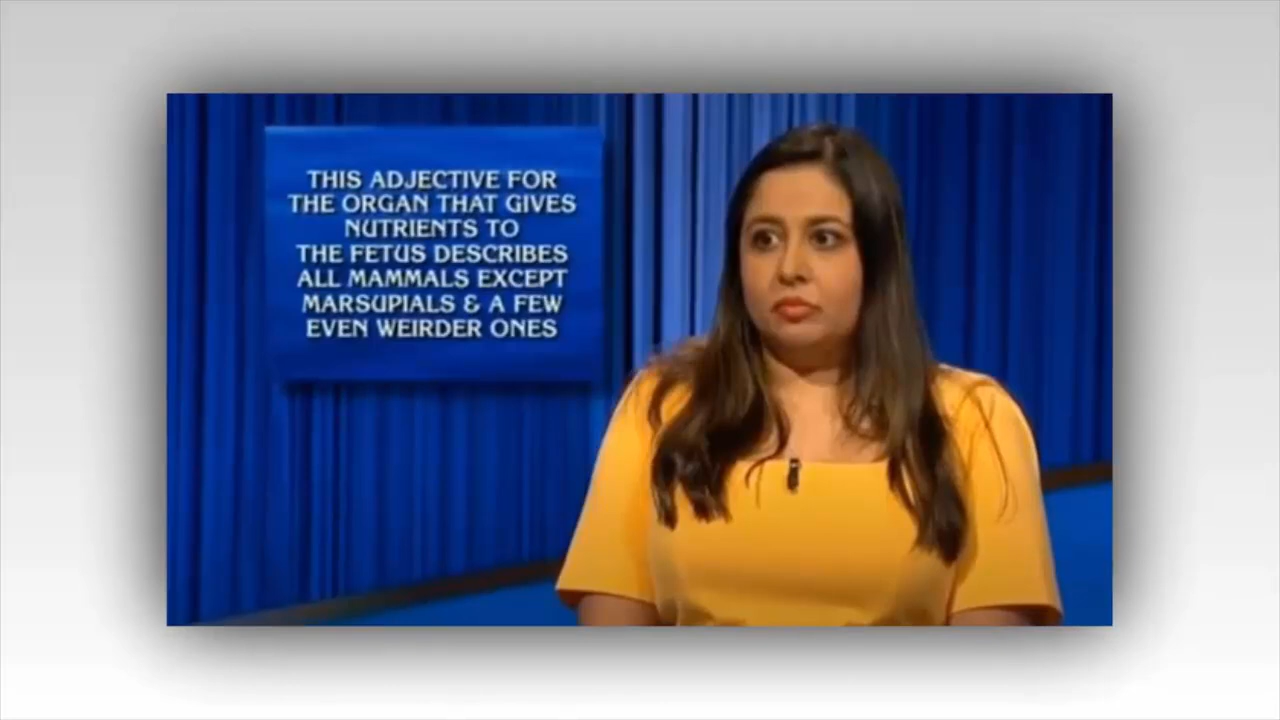 THIS ADJECTIVE FOR
THE ORGAN THAT GIVES
NUTRIENTS TO
THE FETUS DESCRIBES
ALL MAMMALS EXCEPT
MARSUPIALS & A FEW
EVEN WEIRDER ONES